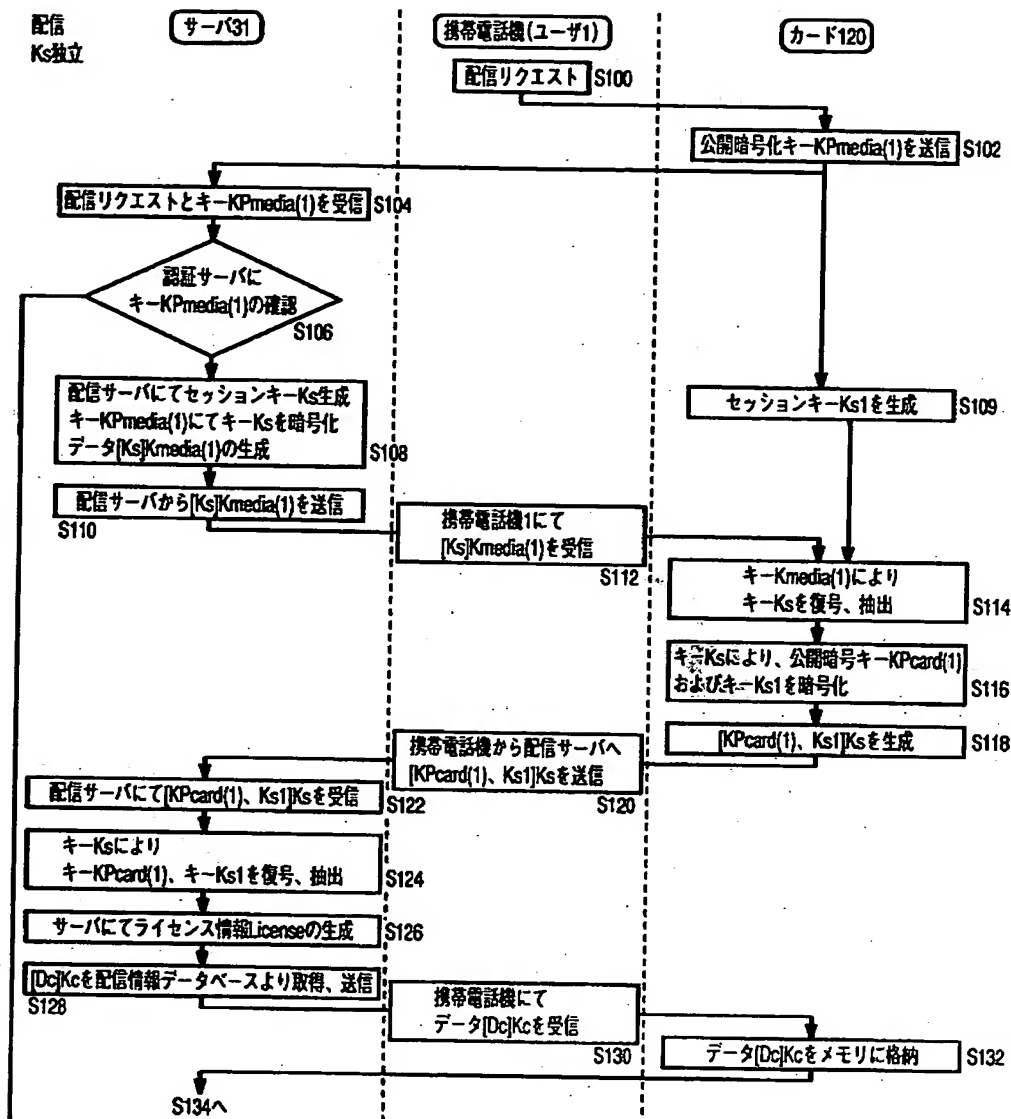 配信
Ks独立
サーバ31
携帯電話機(ユーザ1)
カード120
配信リクエスト
S100
公開暗号化キーKPmedia(1)を送信
S102
配信リクエストとキーKPmedia(1)を受信
S104
認証サーバに
キーKPmedia(1)の確認
S106
配信サーバにてセッションキーKs生成
キーKPmedia(1)にてキーKsを暗号化
データ[Ks]Kmedia(1)の生成
S108
セッションキーKs1を生成
S109
配信サーバから[Ks]Kmedia(1)を送信
S110
携帯電話機1にて
[Ks]Kmedia(1)を受信
S112
キーKmedia(1)により
キーKsを復号、抽出
S114
キーKsにより、公開暗号キーKPcard(1)
およびキーKs1を暗号化
S116
[KPcard(1)、Ks1]Ksを生成
S118
携帯電話機から配信サーバへ
[KPcard(1)、Ks1]Ksを送信
S120
配信サーバにて[KPcard(1)、Ks1]Ksを受信
S122
キーKsにより
キーKPcard(1)、キーKs1を復号、抽出
S124
サーバにてライセンス情報Licenseの生成
S126
[Dc]Kcを配信情報データベースより取得、送信
S128
携帯電話機にて
データ[Dc]Kcを受信
S130
データ[Dc]Kcをメモリに格納
S132
S134へ